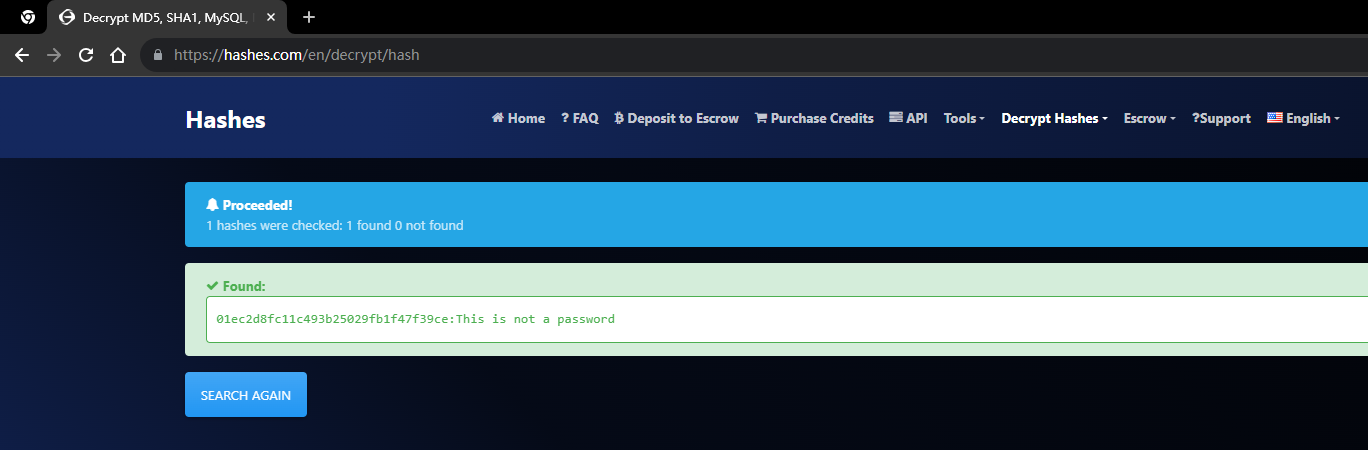 Decrypt MD5, SHA1, MySQL,
https://hashes.com/en/decrypt/hash
Hashes
Home ? FAQ Deposit to Escrow Purchase Credits API Tools Decrypt Hashes Escrow ?Support English
Proceeded!
1 hashes were checked: 1 found 0 not found
Found:
01ec2d8fc11c493b25029fb1f47f39ce:This is not a password
SEARCH AGAIN